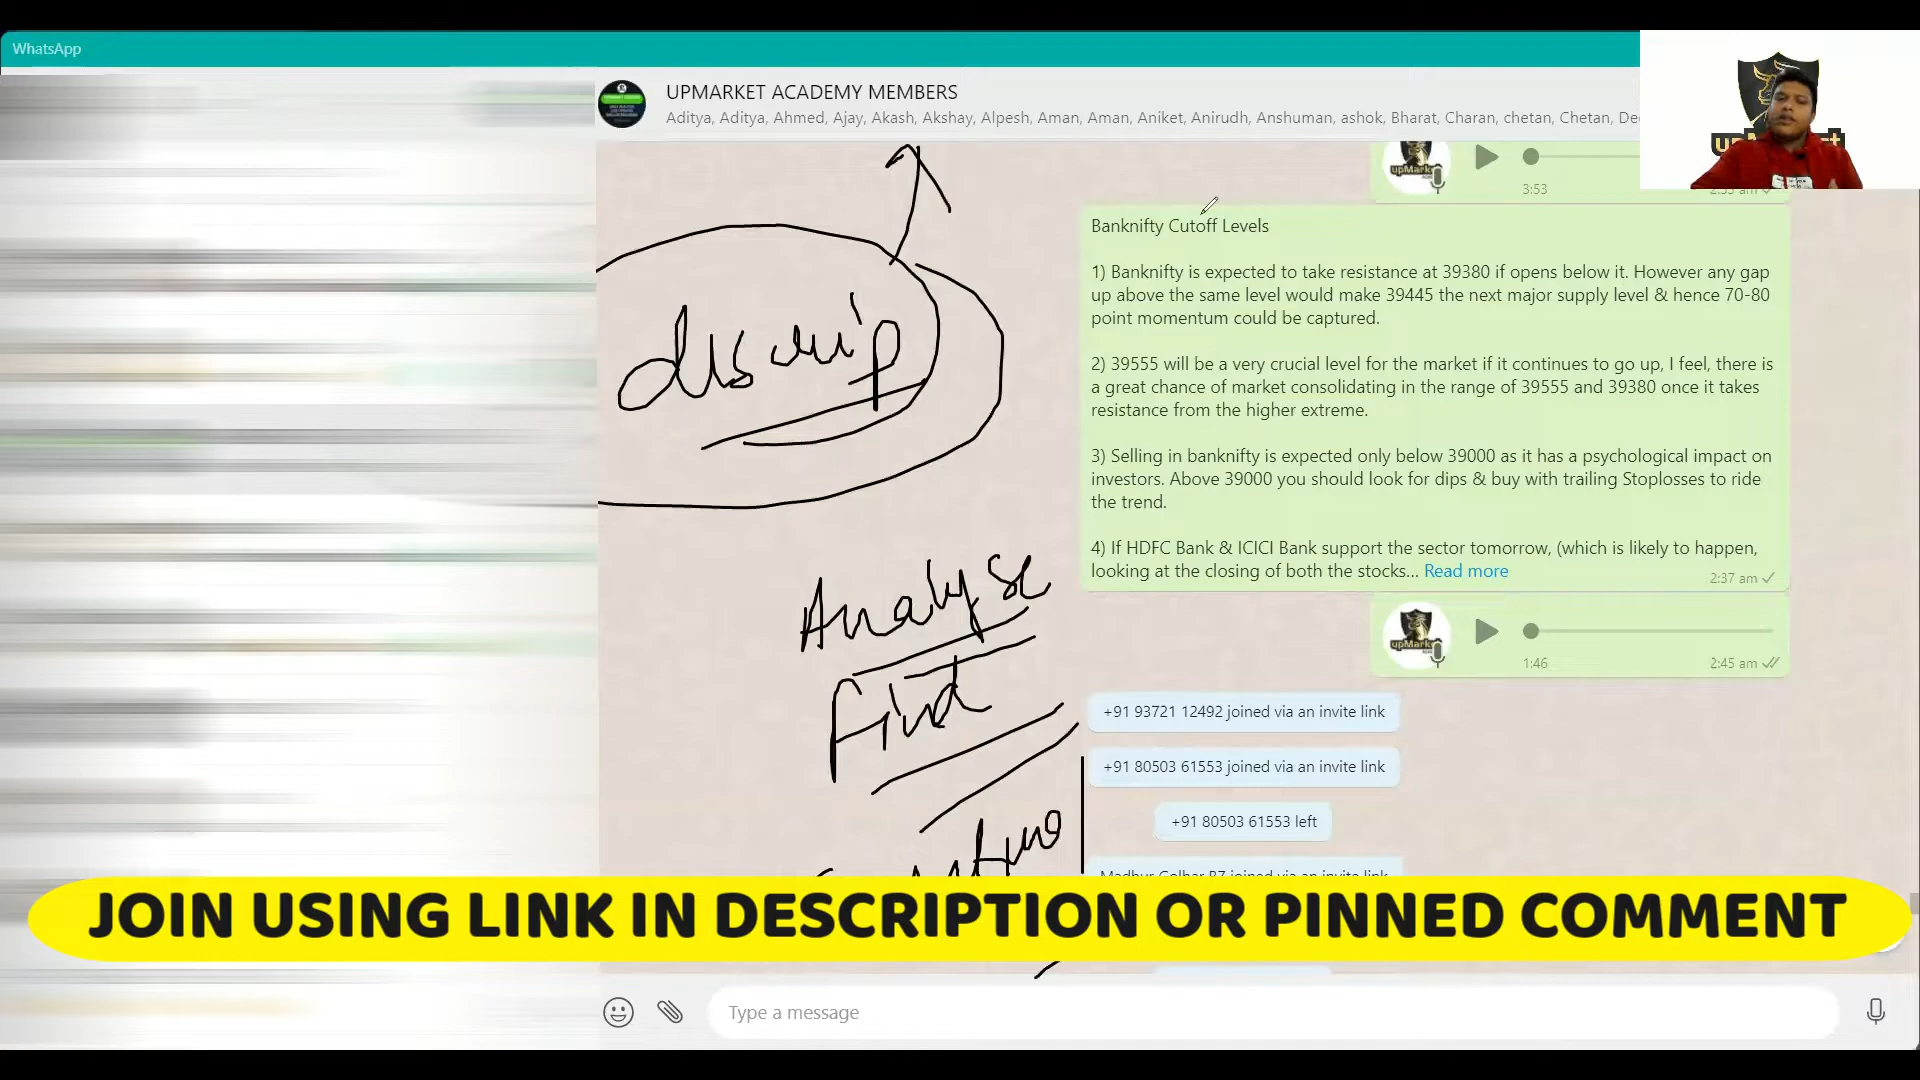 WhatsApp
UPMARKET ACADEMY MEMBERS
Aditya, Aditya, Ahmed, Ajay, Akash, Akshay, Alpesh, Aman, Aman, Aniket, Anirudh, Anshuman, ashok, Bharat, Charan, chetan, Chetan, De
3:53
Banknifty Cutoff Levels
1) Banknifty is expected to take resistance at 39380 if opens below it. However any gap
up above the same level would make 39445 the next major supply level & hence 70-80
point momentum could be captured.
2) 39555 will be a very crucial level for the market if it continues to go up, I feel, there is
a great chance of market consolidating in the range of 39555 and 39380 once it takes
resistance from the higher extreme.
3) Selling in banknifty is expected only below 39000 as it has a psychological impact on
investors. Above 39000 you should look for dips & buy with trailing Stoplosses to ride
the trend.
4) If HDFC Bank & ICICI Bank support the sector tomorrow, (which is likely to happen,
looking at the closing of both the stocks... Read more
2:37 am
Analyse
Find
upMarket
1:46 2:45 am
+91 93721 12492 joined via an invite link
+91 80503 61553 joined via an invite link
+91 80503 61553 left
JOIN USING LINK IN DESCRIPTION OR PINNED COMMENT
Type a message